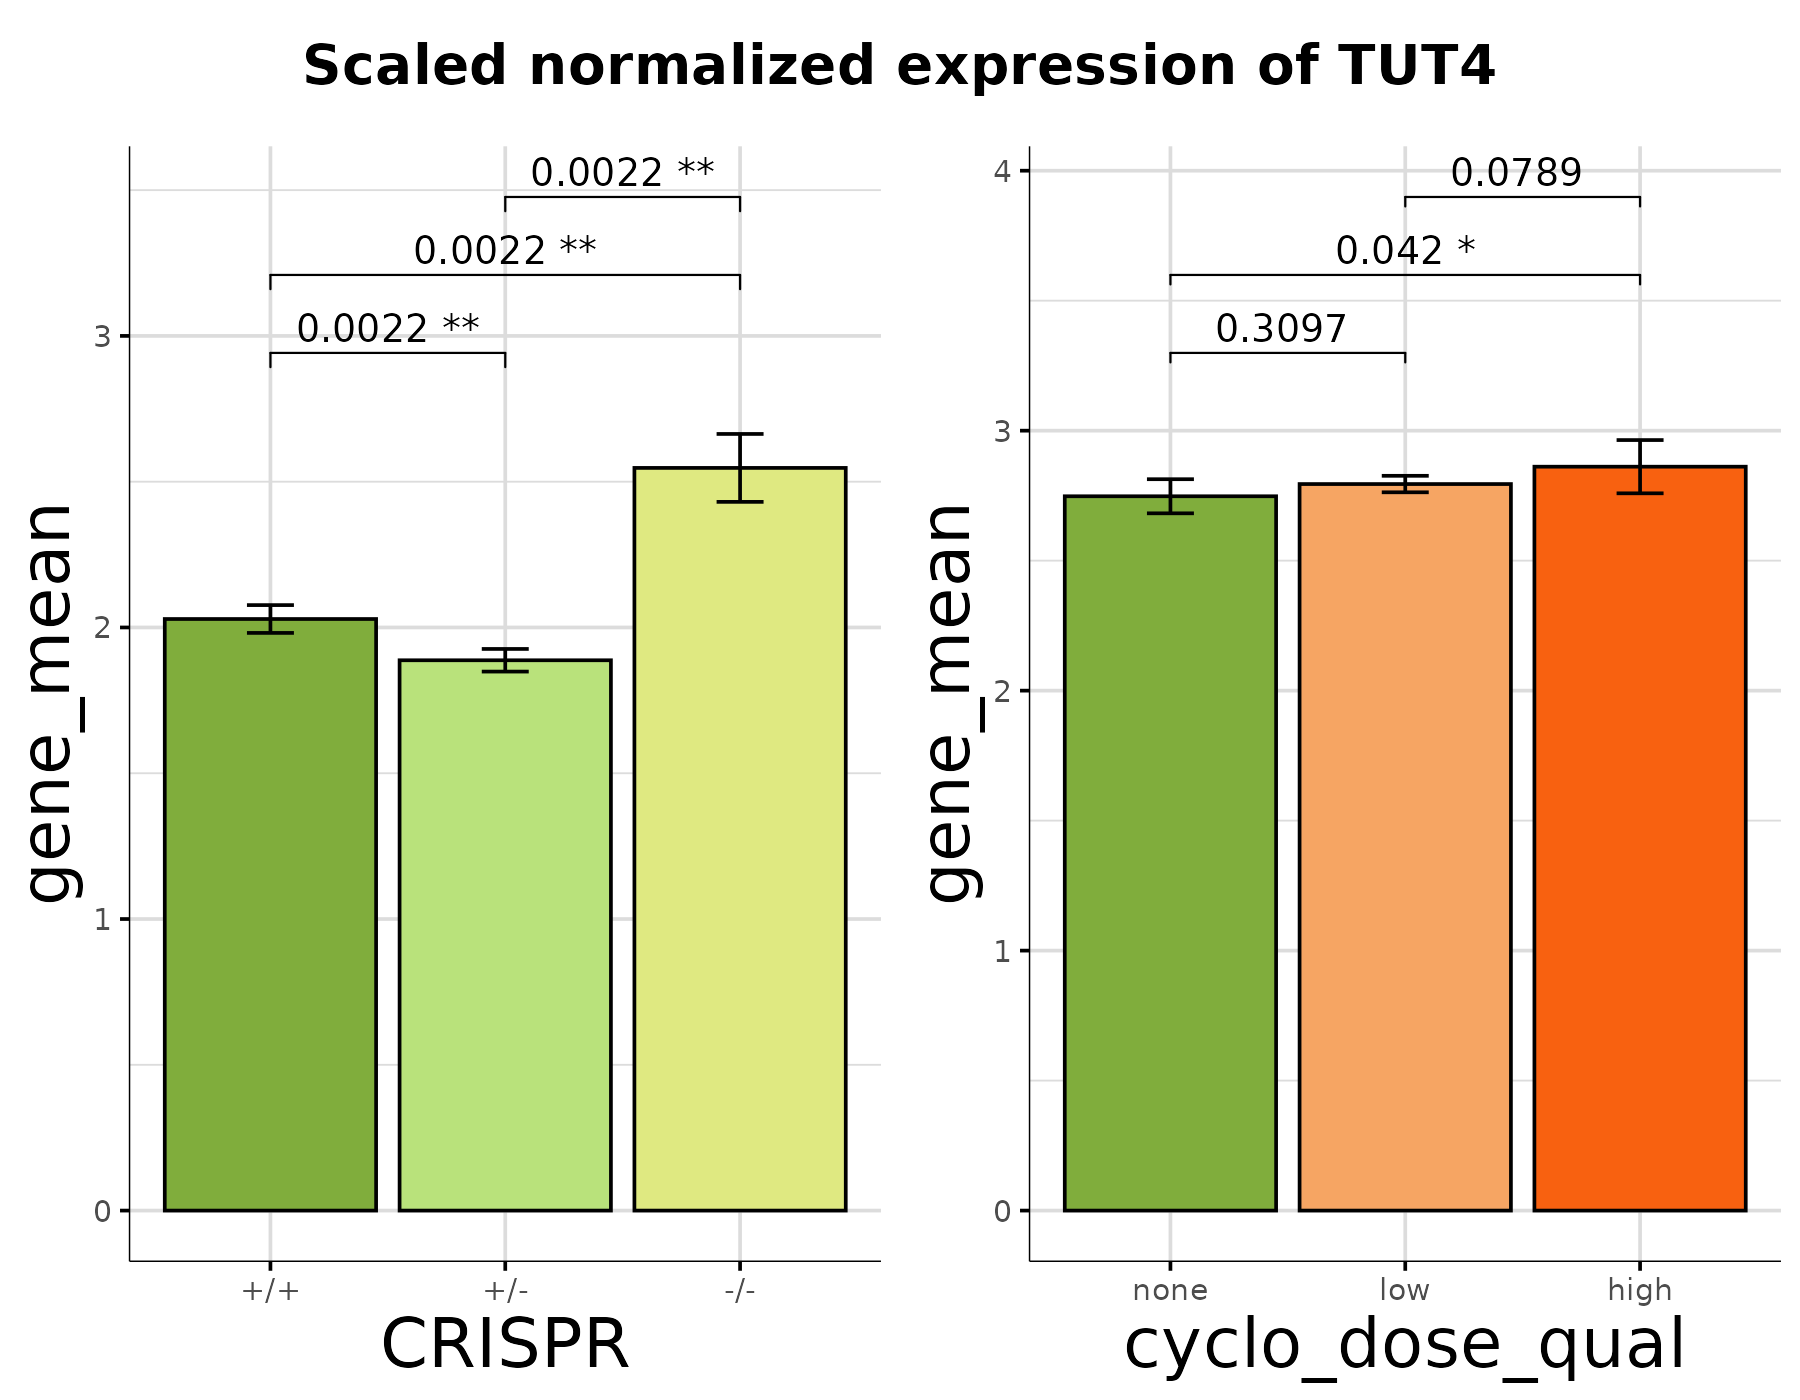 Scaled normalized expression of TUT4
gene_mean
0
1
2
3
0.0022 **
0.0022 **
0.0022 **
+/+
+/-
-/-
CRISPR
gene_mean
0
1
2
3
4
0.0789
0.042 *
0.3097
none
low
high
cyclo_dose_qual